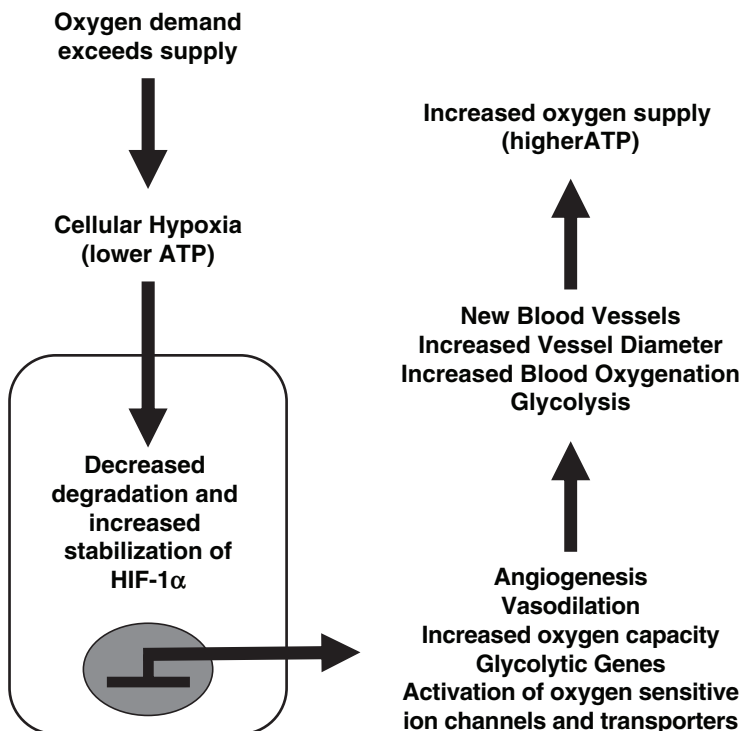 Oxygen demand
exceeds supply
Cellular Hypoxia
(lower ATP)
Decreased
degradation and
increased
stabilization of
HIF-1α
Angiogenesis
Vasodilation
Increased oxygen capacity
Glycolytic Genes
Activation of oxygen sensitive
ion channels and transporters
New Blood Vessels
Increased Vessel Diameter
Increased Blood Oxygenation
Glycolysis
Increased oxygen supply
(higherATP)